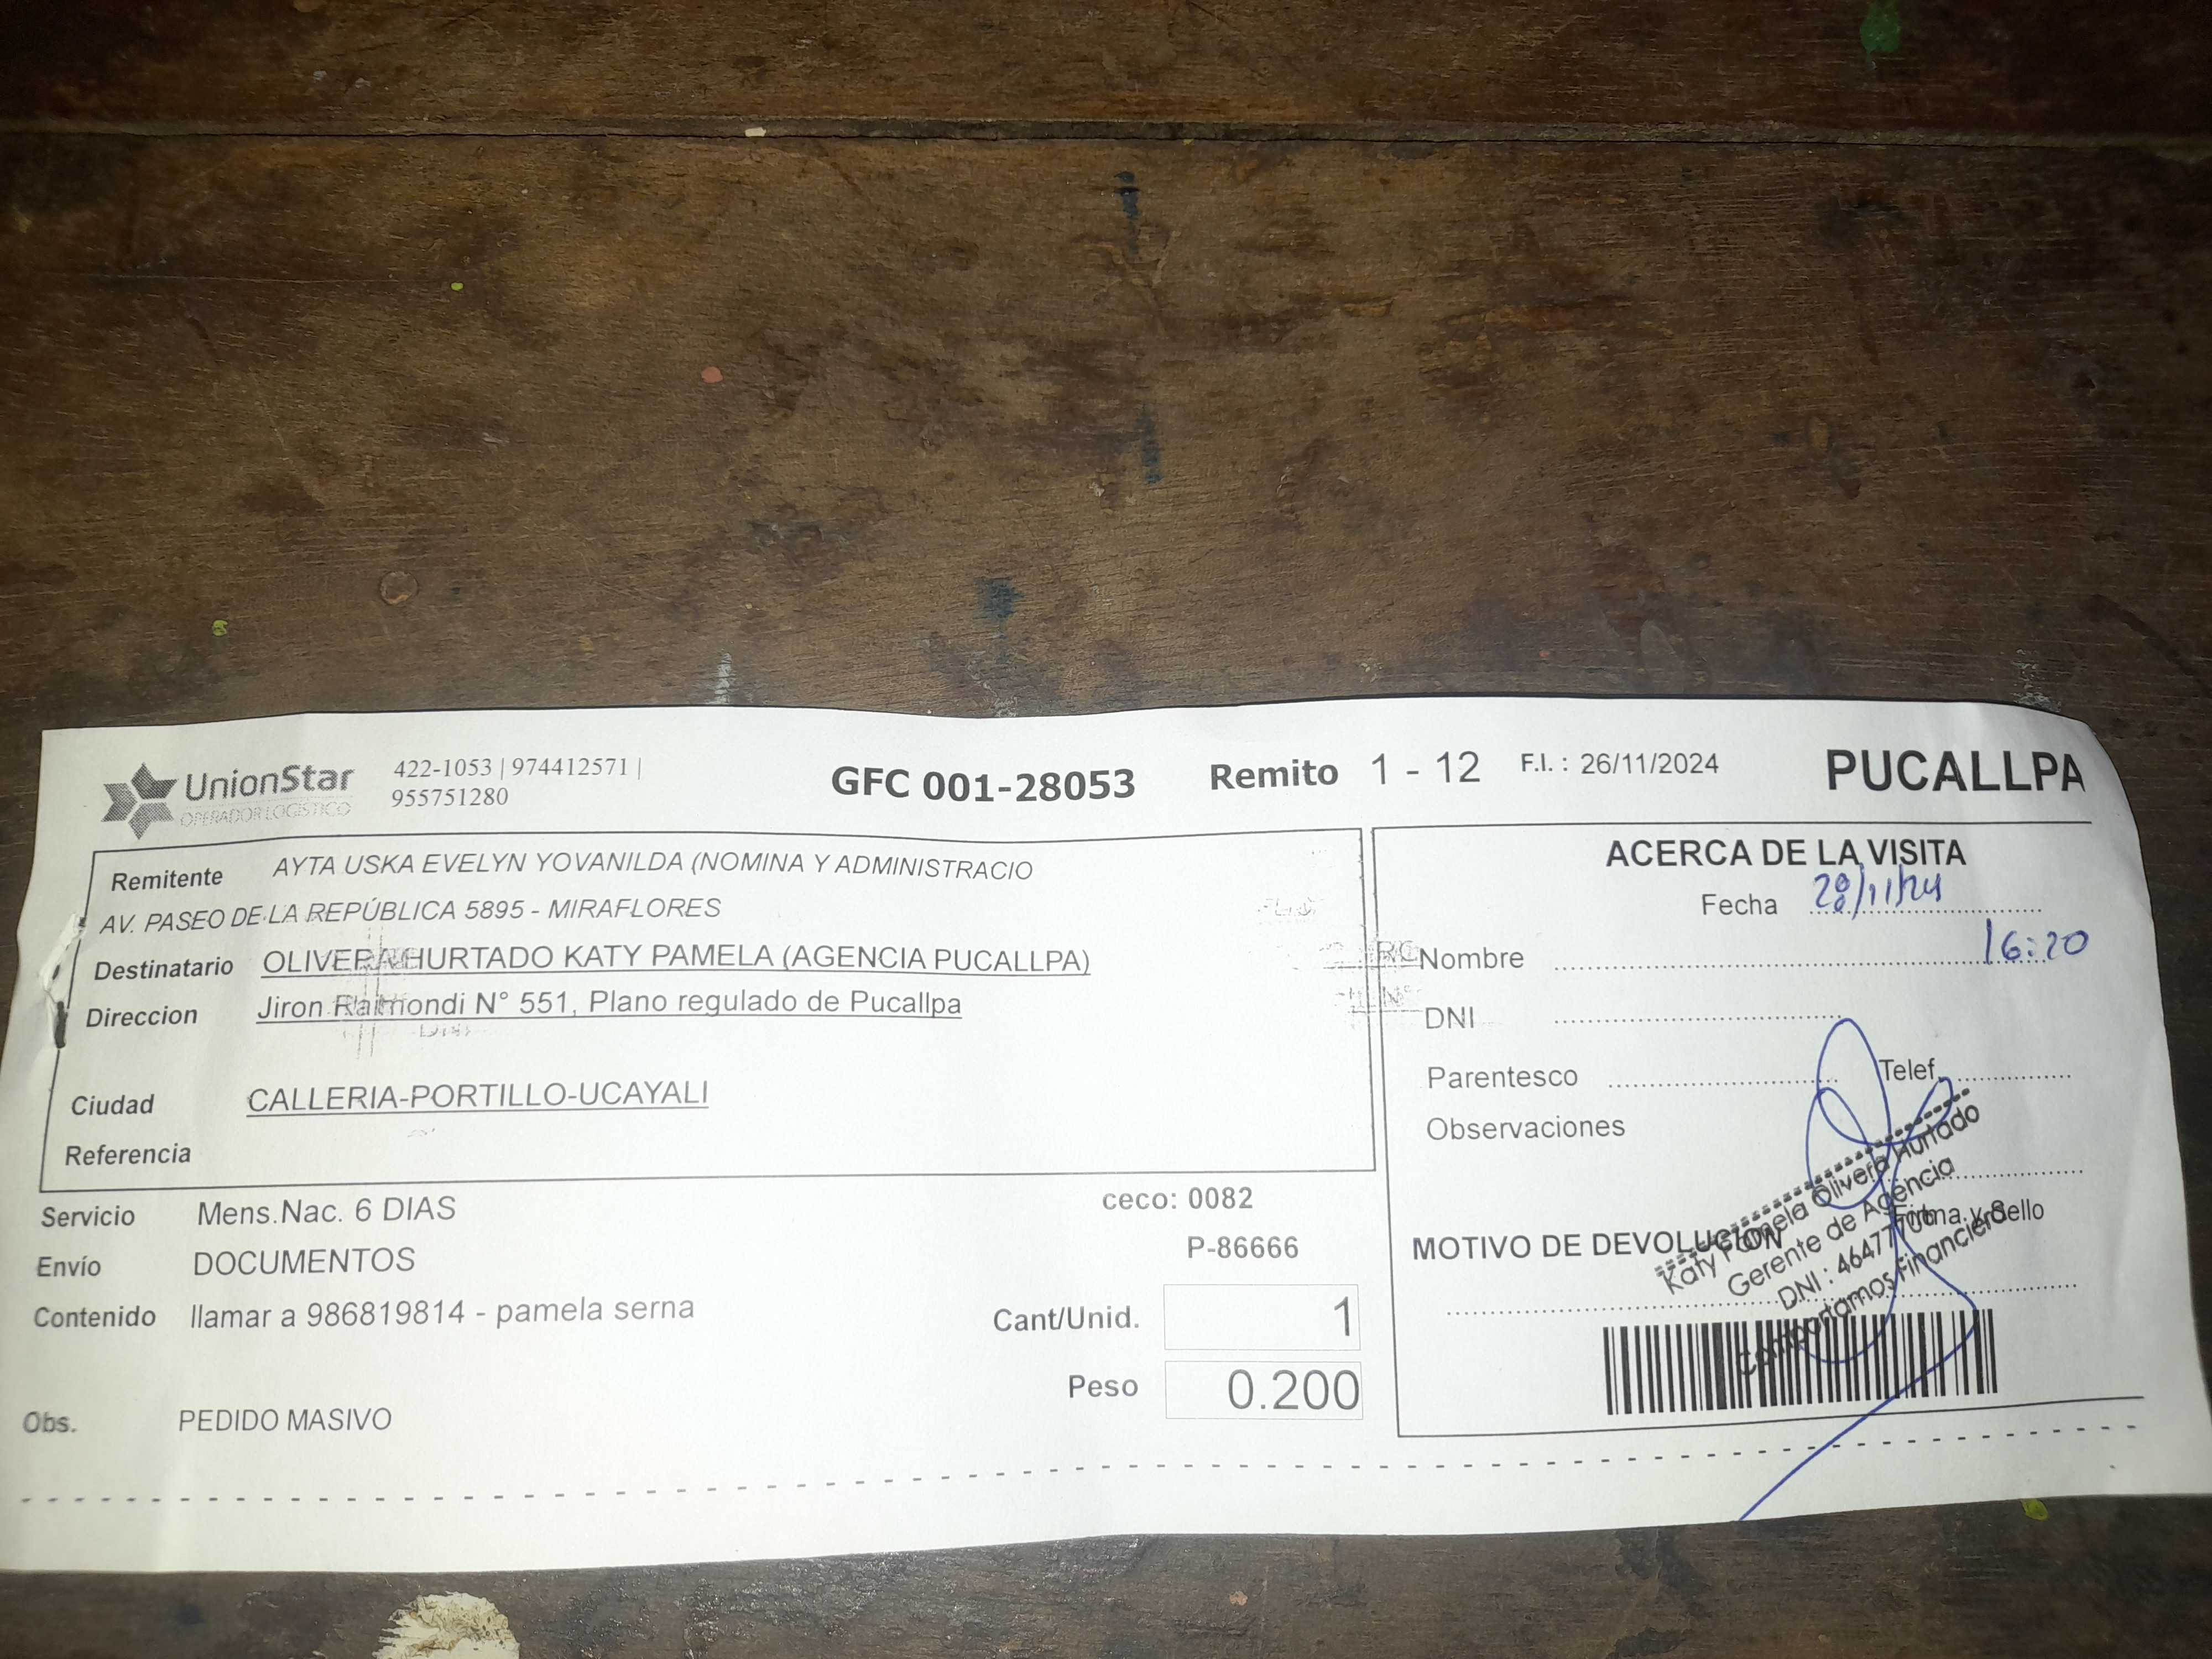 UnionStar
OPERADOR LOGISTICO
422-1053 | 974412571 |
955751280
GFC 001-28053
Remito 1 - 12
F.I. : 26/11/2024
PUCALLPA
Remitente AYTA USKA EVELYN YOVANILDA (NOMINA Y ADMINISTRACIO
AV. PASEO DE LA REPÚBLICA 5895 - MIRAFLORES
Destinatario OLIVERA HURTADO KATY PAMELA (AGENCIA PUCALLPA)
Direccion Jiron Raimondi N° 551, Plano regulado de Pucallpa
Ciudad CALLERIA-PORTILLO-UCAYALI
Referencia
Servicio Mens.Nac. 6 DIAS
ceco: 0082
Envío DOCUMENTOS
P-86666
Contenido llamar a 986819814 - pamela serna
Cant/Unid. 1
Peso 0.200
Obs. PEDIDO MASIVO
ACERCA DE LA VISITA
Fecha 28/11/24
16:20
Nombre
DNI
Parentesco Telef.
Observaciones
Firma y Sello
MOTIVO DE DEVOLUCION
Katy Pamela Olivera Hurtado
Gerente de Agencia
DNI : 46477706
Compartamos Financiera